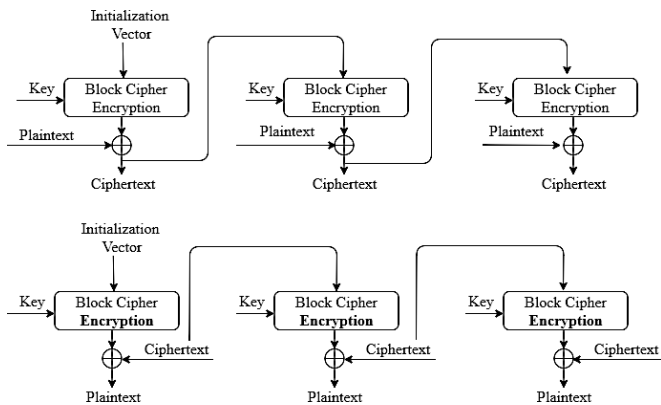 Initialization
Vector
Key
Block Cipher
Encryption
Key
Block Cipher
Encryption
Key
Block Cipher
Encryption
Plaintext
Plaintext
Plaintext
Ciphertext
Ciphertext
Ciphertext
Initialization
Vector
Key
Block Cipher
Encryption
Key
Block Cipher
Encryption
Key
Block Cipher
Encryption
Ciphertext
Ciphertext
Ciphertext
Plaintext
Plaintext
Plaintext